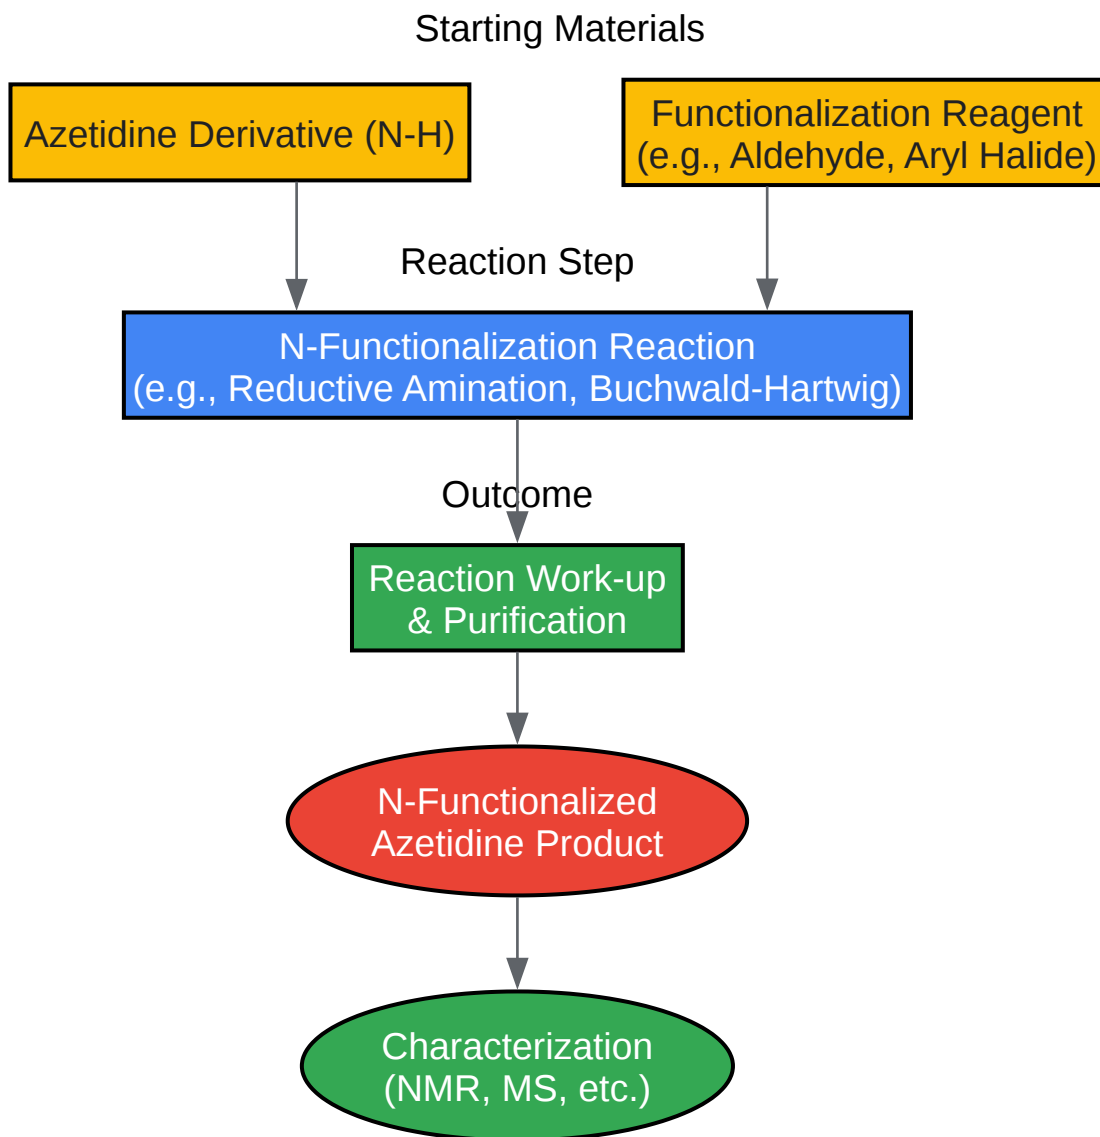 Starting Materials
Azetidine Derivative (N-H)
Functionalization Reagent
(e.g., Aldehyde, Aryl Halide)
Reaction Step
N-Functionalization Reaction
(e.g., Reductive Amination, Buchwald-Hartwig)
Outcome
Reaction Work-up
& Purification
N-Functionalized
Azetidine Product
Characterization
(NMR, MS, etc.)